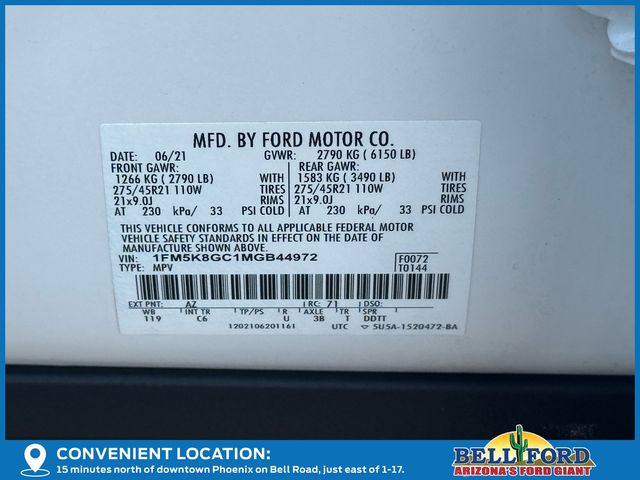 MFD. BY FORD MOTOR CO.
DATE: 06/21 GVWR: 2790 KG ( 6150 LB)
FRONT GAWR: REAR GAWR:
1266 KG ( 2790 LB) WITH 1583 KG ( 3490 LB) WITH
275/45R21 110W TIRES 275/45R21 110W TIRES
21x9.0J RIMS 21x9.0J RIMS
AT 230 kPa/ 33 PSI COLD AT 230 kPa/ 33 PSI COLD
THIS VEHICLE CONFORMS TO ALL APPLICABLE FEDERAL MOTOR
VEHICLE SAFETY AND THEFT PREVENTION STANDARDS IN EFFECT ON THE DATE
OF MANUFACTURE SHOWN ABOVE.
VIN: 1FM5K8GC1MGB44972 F0072
TYPE: MPV T0144
EXT PNT: AZ RC: 71 DSO:
WB INT TR TP/PS R AXLE TR SPR
119 C6 U 3B T DDTT
1202106201161 UTC 5U5A-1520472-BA
CONVENIENT LOCATION:
15 minutes north of downtown Phoenix on Bell Road, just east of 1-17.
BELL FORD
ARIZONA'S FORD GIANT